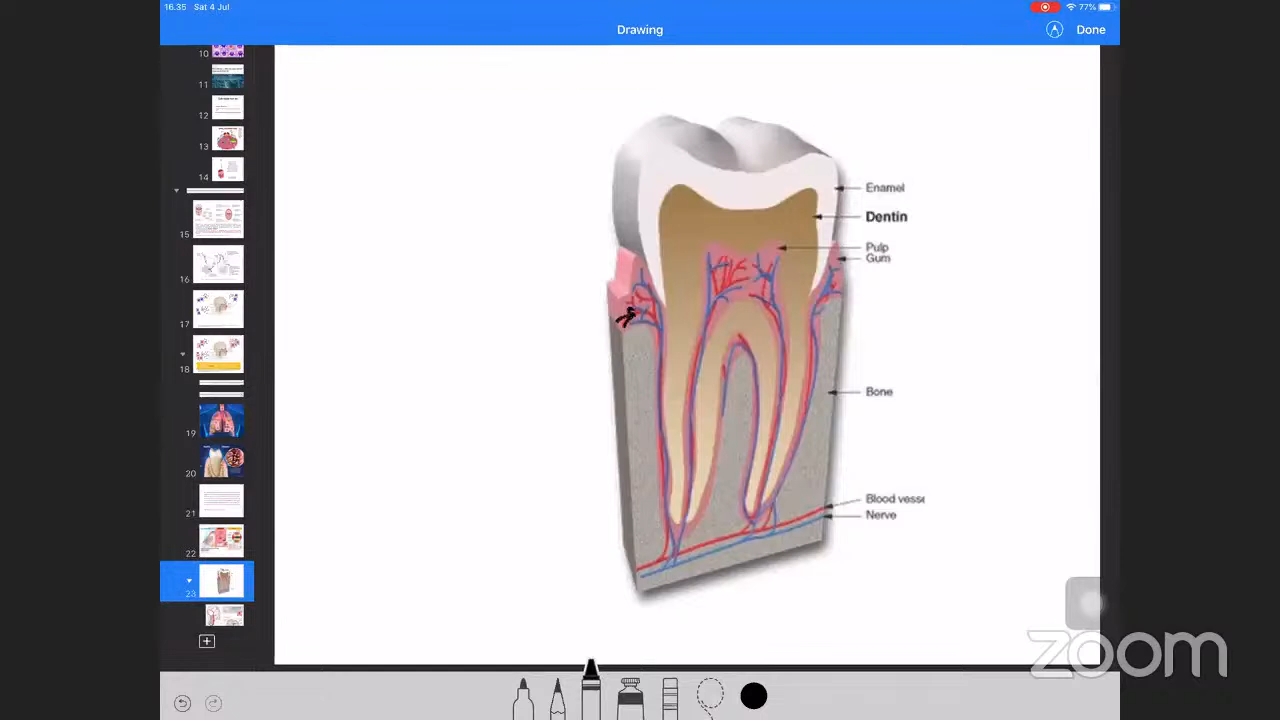 16.35 Sat 4 Jul
77%
Drawing
Done
10
11
12
13
14
15
16
17
18
19
20
21
22
23
Enamel
Dentin
Pulp
Gum
Bone
Blood vesse
Nerve
zoom